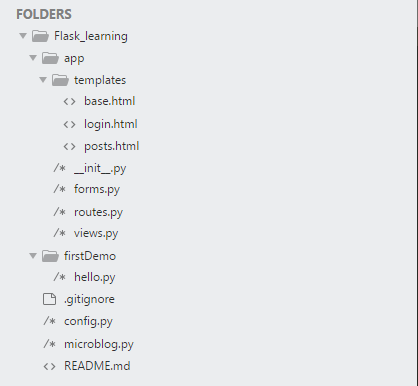 FOLDERS
Flask_learning
app
templates
base.html
login.html
posts.html
__init__.py
forms.py
routes.py
views.py
firstDemo
hello.py
.gitignore
config.py
microblog.py
README.md